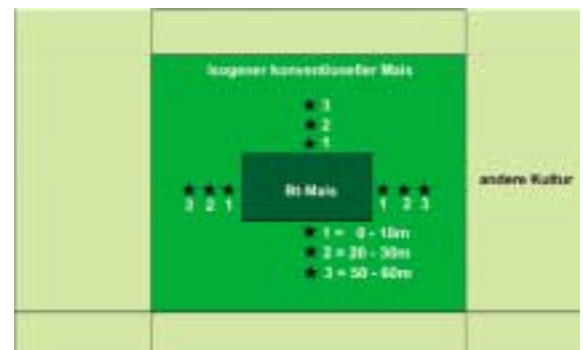 Isogener konventioneller Mais
3
2
1
3 2 1
Bt-Mais
1 2 3
andere Kultur
1 = 0 - 10m
2 = 20 - 30m
3 = 50 - 60m